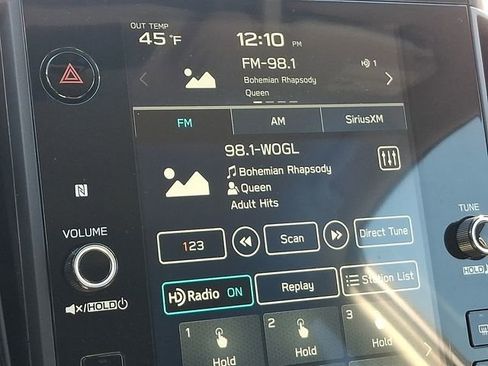 OUT TEMP
45 °F
12:10 PM
FM-98.1
HD 1
Bohemian Rhapsody
Queen
FM
AM
SiriusXM
98.1-WOGL
Bohemian Rhapsody
Queen
Adult Hits
VOLUME
TUNE
123
Scan
Direct Tune
HOLD
HOLD
HD Radio ON
Replay
Station List
1
2
3
Hold
Hold
Hold